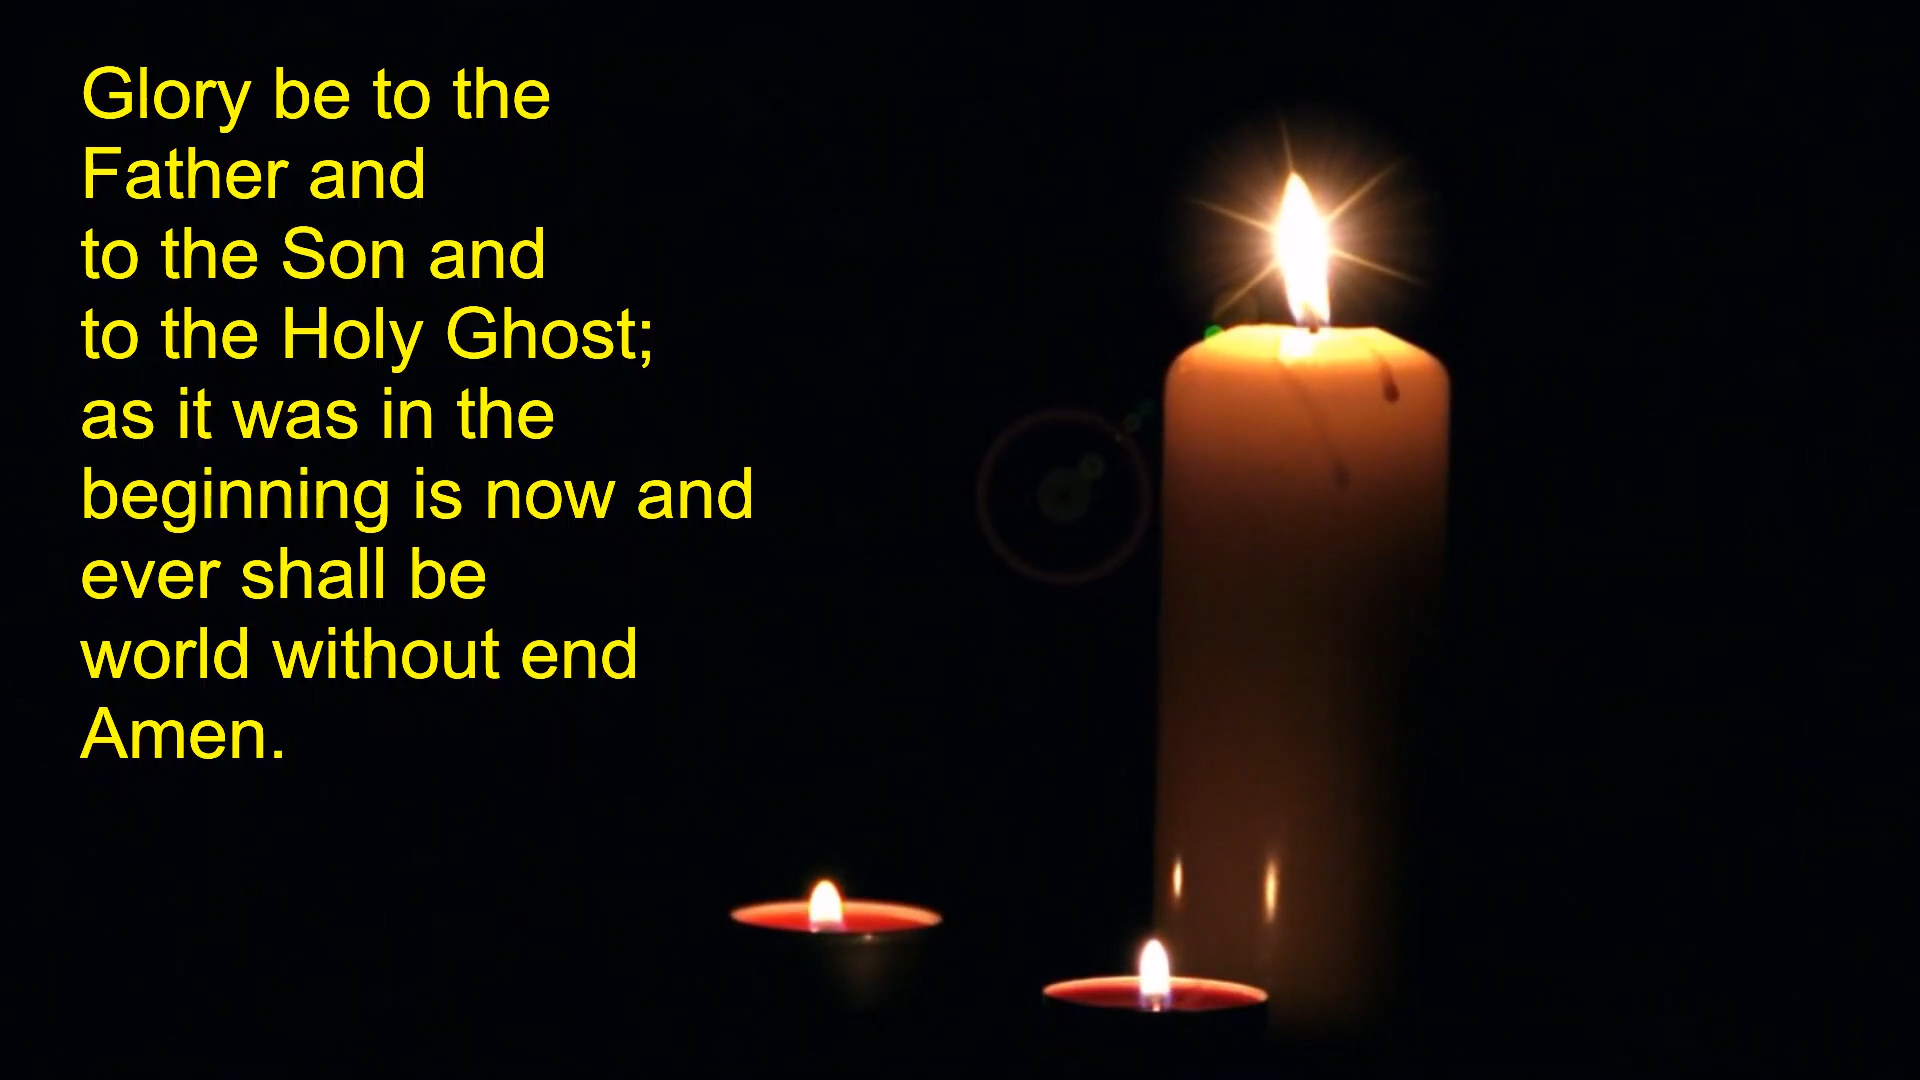 Glory be to the
Father and
to the Son and
to the Holy Ghost;
as it was in the
beginning is now and
ever shall be
world without end
Amen.